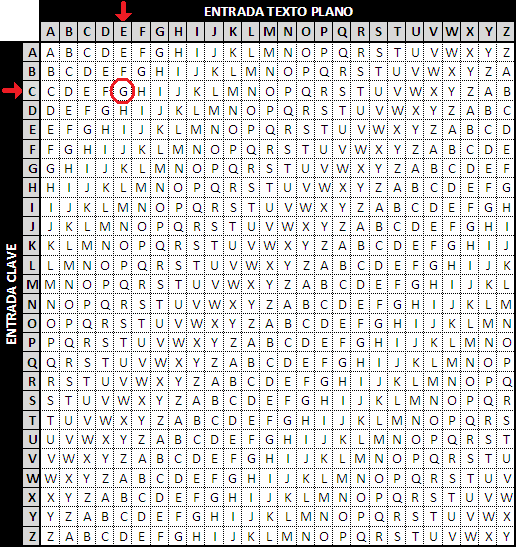 ENTRADA TEXTO PLANO
A B C D E F G H I J K L M N O P Q R S T U V W X Y Z
ENTRADA CLAVE
A A B C D E F G H I J K L M N O P Q R S T U V W X Y Z
B B C D E F G H I J K L M N O P Q R S T U V W X Y Z A
C C D E F G H I J K L M N O P Q R S T U V W X Y Z A B
D D E F G H I J K L M N O P Q R S T U V W X Y Z A B C
E E F G H I J K L M N O P Q R S T U V W X Y Z A B C D
F F G H I J K L M N O P Q R S T U V W X Y Z A B C D E
G G H I J K L M N O P Q R S T U V W X Y Z A B C D E F
H H I J K L M N O P Q R S T U V W X Y Z A B C D E F G
I I J K L M N O P Q R S T U V W X Y Z A B C D E F G H
J J K L M N O P Q R S T U V W X Y Z A B C D E F G H I
K K L M N O P Q R S T U V W X Y Z A B C D E F G H I J
L L M N O P Q R S T U V W X Y Z A B C D E F G H I J K
M M N O P Q R S T U V W X Y Z A B C D E F G H I J K L
N N O P Q R S T U V W X Y Z A B C D E F G H I J K L M
O O P Q R S T U V W X Y Z A B C D E F G H I J K L M N
P P Q R S T U V W X Y Z A B C D E F G H I J K L M N O
Q Q R S T U V W X Y Z A B C D E F G H I J K L M N O P
R R S T U V W X Y Z A B C D E F G H I J K L M N O P Q
S S T U V W X Y Z A B C D E F G H I J K L M N O P Q R
T T U V W X Y Z A B C D E F G H I J K L M N O P Q R S
U U V W X Y Z A B C D E F G H I J K L M N O P Q R S T
V V W X Y Z A B C D E F G H I J K L M N O P Q R S T U
W W X Y Z A B C D E F G H I J K L M N O P Q R S T U V
X X Y Z A B C D E F G H I J K L M N O P Q R S T U V W
Y Y Z A B C D E F G H I J K L M N O P Q R S T U V W X
Z Z A B C D E F G H I J K L M N O P Q R S T U V W X Y